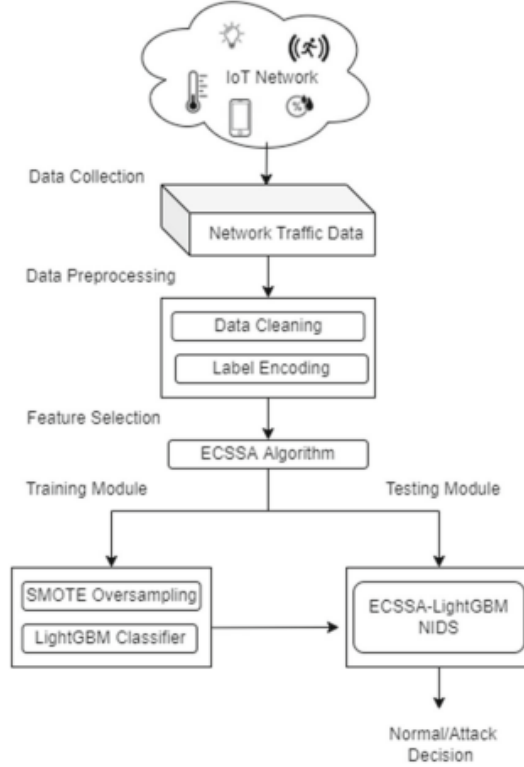 IoT Network
%
Data Collection
Network Traffic Data
Data Preprocessing
Data Cleaning
Label Encoding
Feature Selection
ECSSA Algorithm
Training Module
Testing Module
SMOTE Oversampling
LightGBM Classifier
ECSSA-LightGBM
NIDS
Normal/Attack
Decision